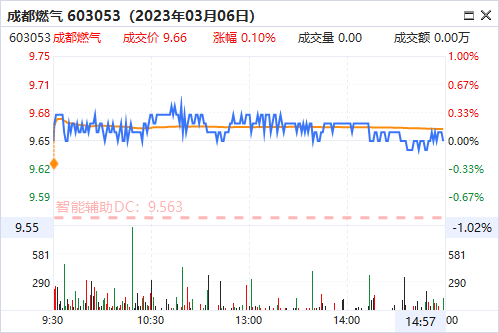 成都燃气 603053（2023年03月06日）
603053 成都燃气 成交价 9.66 涨幅 0.10% 成交量 0.00 成交额 0.00万
9.75 1.00%
9.71 0.67%
9.68 0.33%
9.65 0.00%
9.62 -0.33%
9.59 -0.67%
智能辅助DC：9.563
9.55 -1.02%
581 581
290 290
9:30 10:30 13:00 14:00 14:57 00